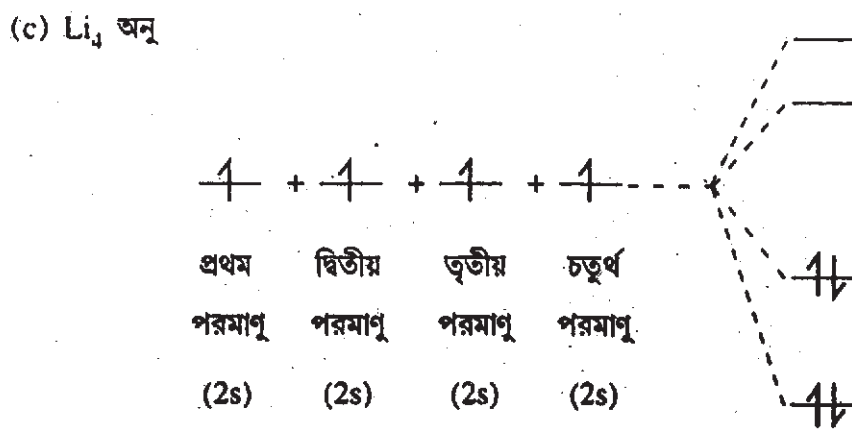 (c) Li₄ অনু
+ + +
প্রথম দ্বিতীয় তৃতীয় চতুর্থ
পরমাণু পরমাণু পরমাণু পরমাণু
(2s) (2s) (2s) (2s)